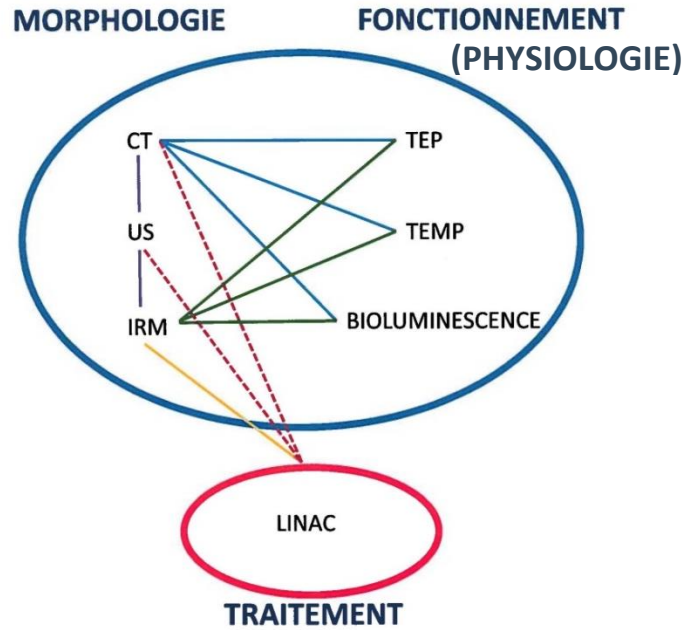 MORPHOLOGIE
FONCTIONNEMENT
(PHYSIOLOGIE)
CT
TEP
US
TEMP
IRM
BIOLUMINESCENCE
LINAC
TRAITEMENT